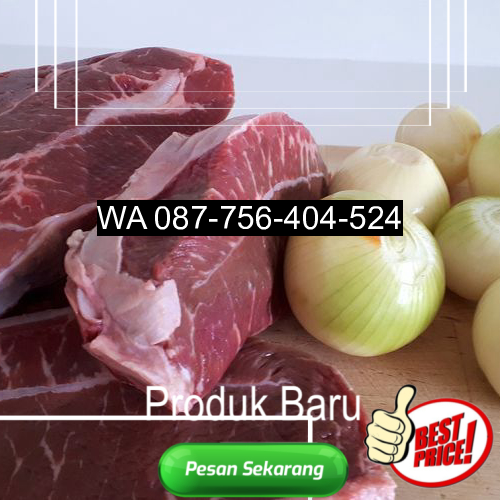 WA 087-756-404-524
Produk Baru
BEST
PRICE!
Pesan Sekarang